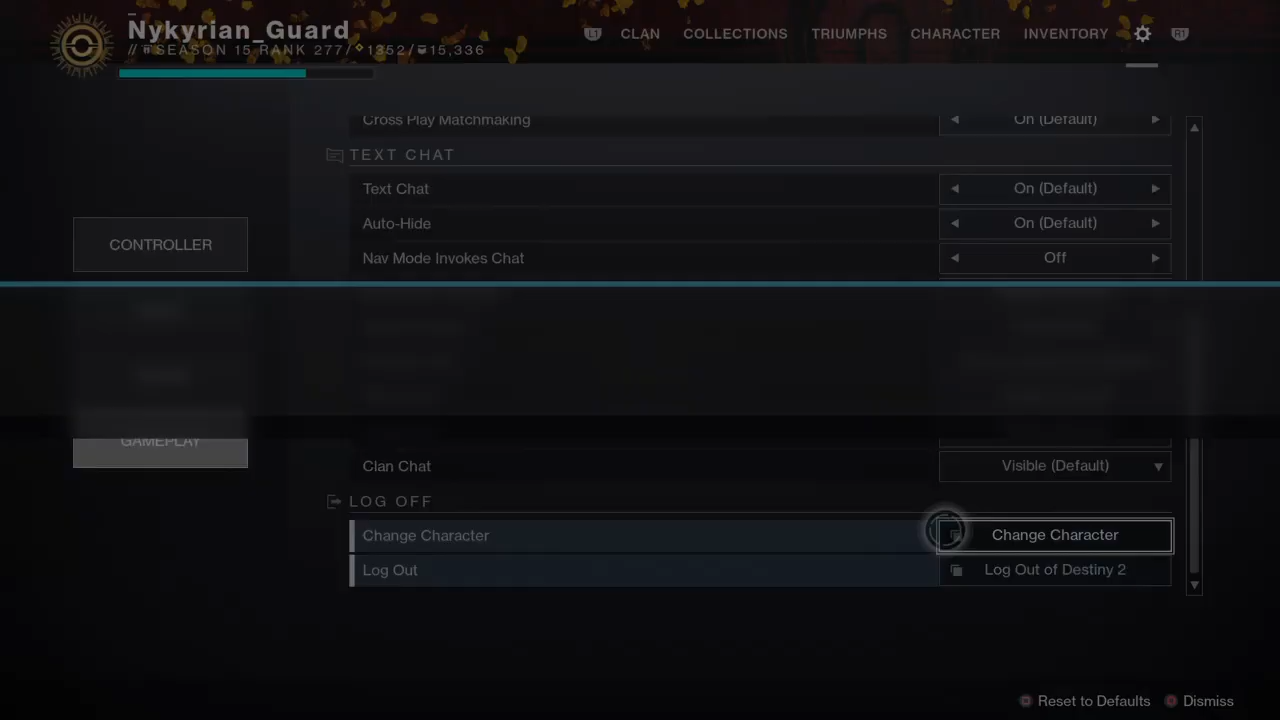 Nykyrian_Guard
// SEASON 15 RANK 277/ 1352/ 15,336
L1 CLAN COLLECTIONS TRIUMPHS CHARACTER INVENTORY R1
Cross Play Matchmaking On (Default)
TEXT CHAT
Text Chat On (Default)
Auto-Hide On (Default)
Nav Mode Invokes Chat Off
CONTROLLER
GAMEPLAY
Clan Chat Visible (Default)
LOG OFF
Change Character Change Character
Log Out Log Out of Destiny 2
Reset to Defaults Dismiss